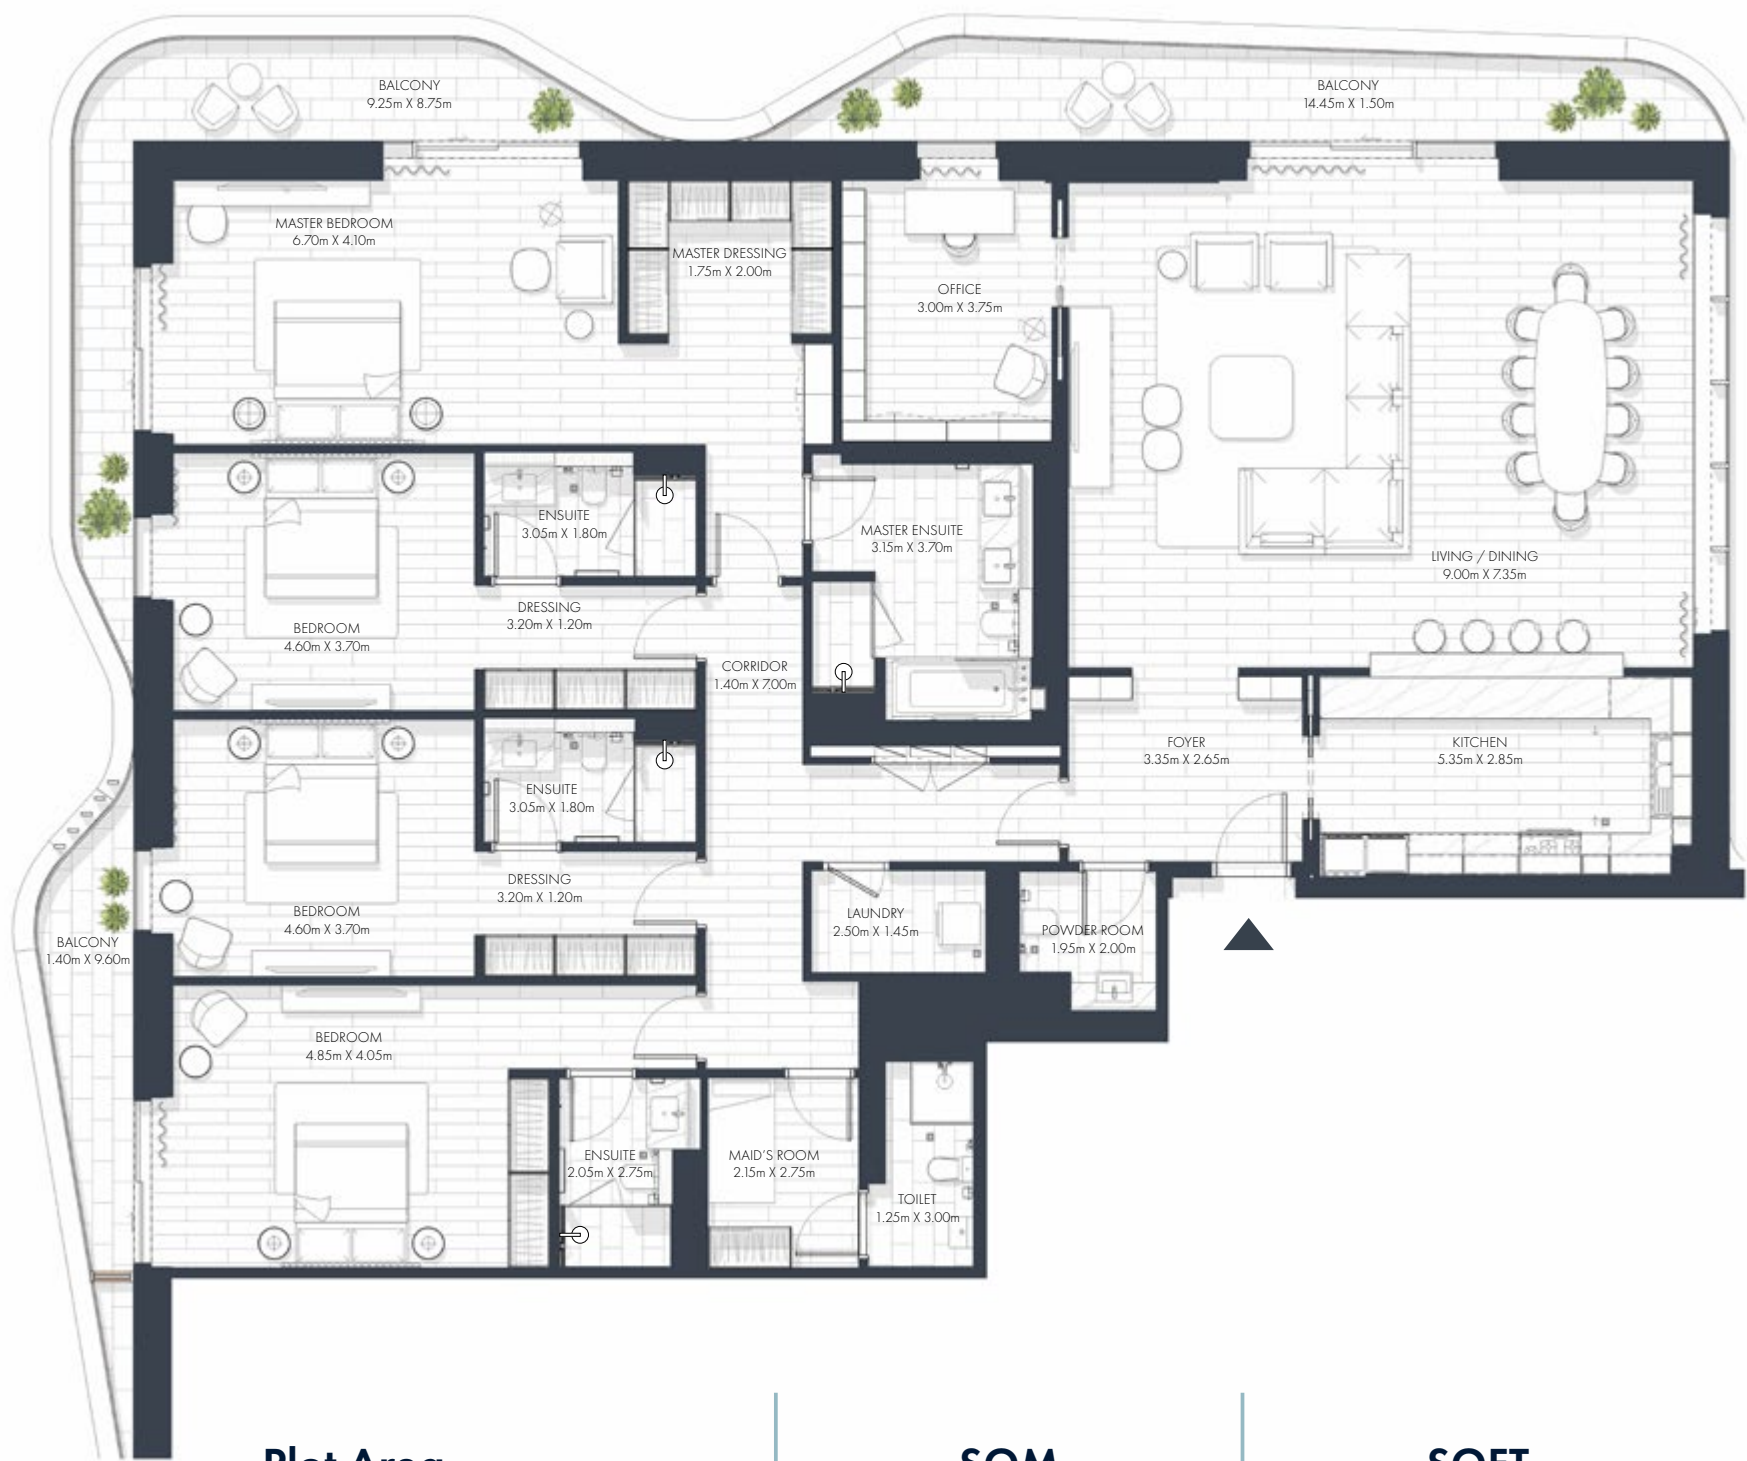 BALCONY
9.25m X 8.75m
BALCONY
14.45m X 1.50m
MASTER BEDROOM
6.70m X 4.10m
MASTER DRESSING
1.75m X 2.00m
OFFICE
3.00m X 3.75m
ENSUITE
3.05m X 1.80m
MASTER ENSUITE
3.15m X 3.70m
LIVING / DINING
9.00m X 7.35m
DRESSING
3.20m X 1.20m
BEDROOM
4.60m X 3.70m
CORRIDOR
1.40m X 7.00m
FOYER
3.35m X 2.65m
KITCHEN
5.35m X 2.85m
ENSUITE
3.05m X 1.80m
DRESSING
3.20m X 1.20m
BEDROOM
4.60m X 3.70m
LAUNDRY
2.50m X 1.45m
POWDER ROOM
1.95m X 2.00m
BALCONY
1.40m X 9.60m
BEDROOM
4.85m X 4.05m
ENSUITE
2.05m X 2.75m
MAID'S ROOM
2.15m X 2.75m
TOILET
1.25m X 3.00m
Plot Area
SQM
SQFT